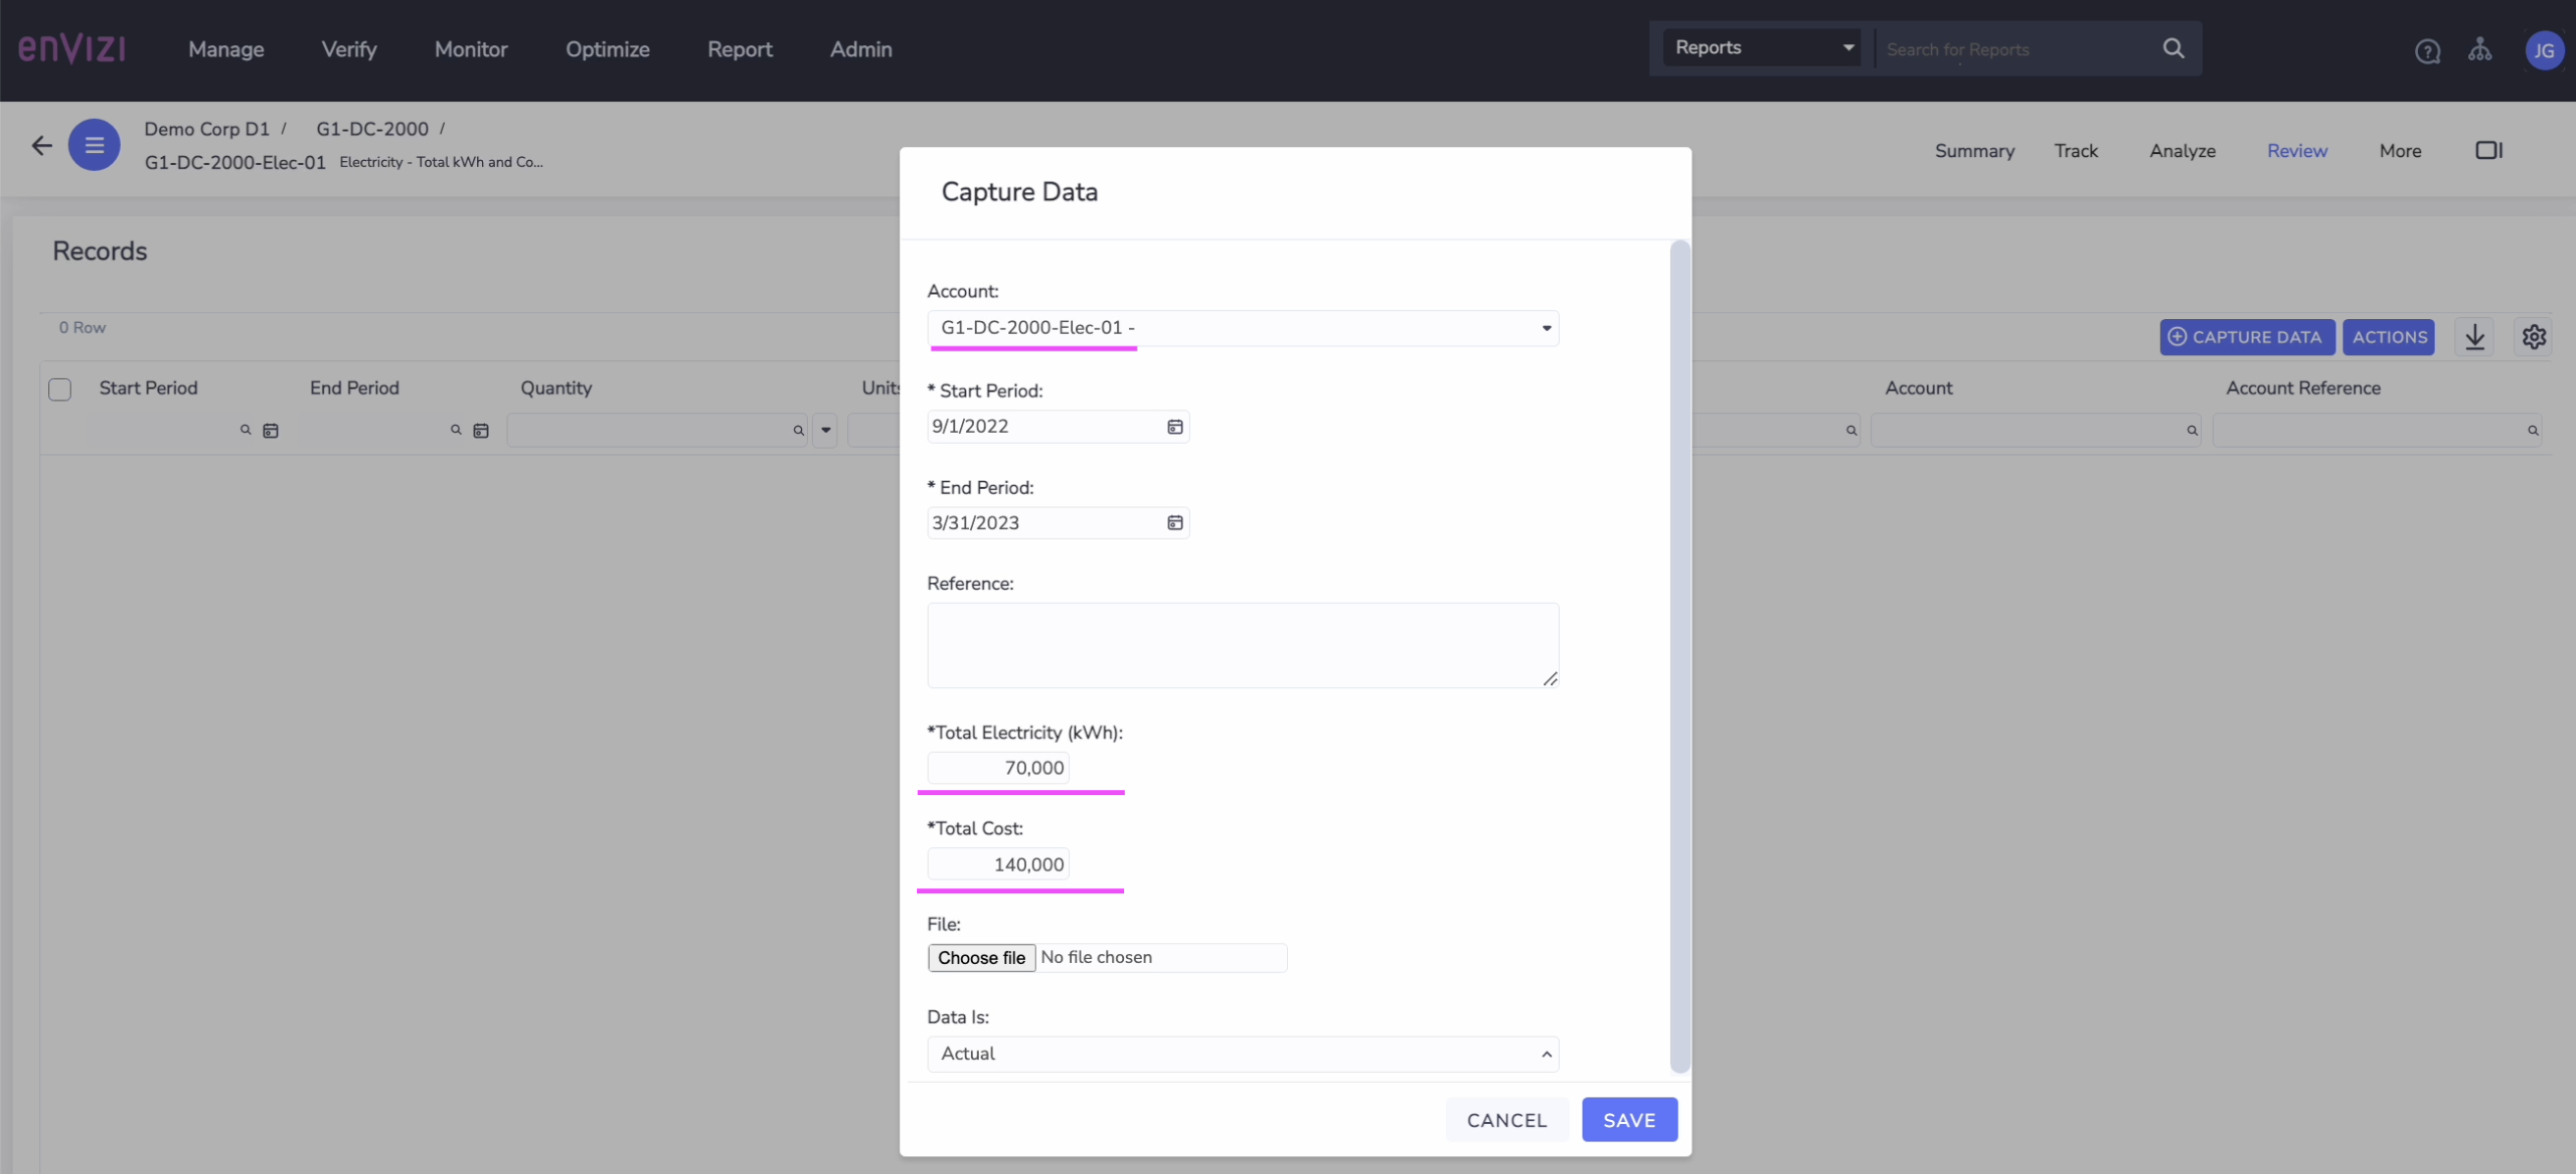 enVIZI Manage Verify Monitor Optimize Report Admin Reports Search for Reports JG
Demo Corp D1 / G1-DC-2000 /
G1-DC-2000-Elec-01 Electricity - Total kWh and Co...
Summary Track Analyze Review More
Records
0 Row
CAPTURE DATA ACTIONS
Start Period End Period Quantity Units Account Account Reference
Capture Data
Account:
G1-DC-2000-Elec-01 -
* Start Period:
9/1/2022
* End Period:
3/31/2023
Reference:
*Total Electricity (kWh):
70,000
*Total Cost:
140,000
File:
Choose file No file chosen
Data Is:
Actual
CANCEL SAVE